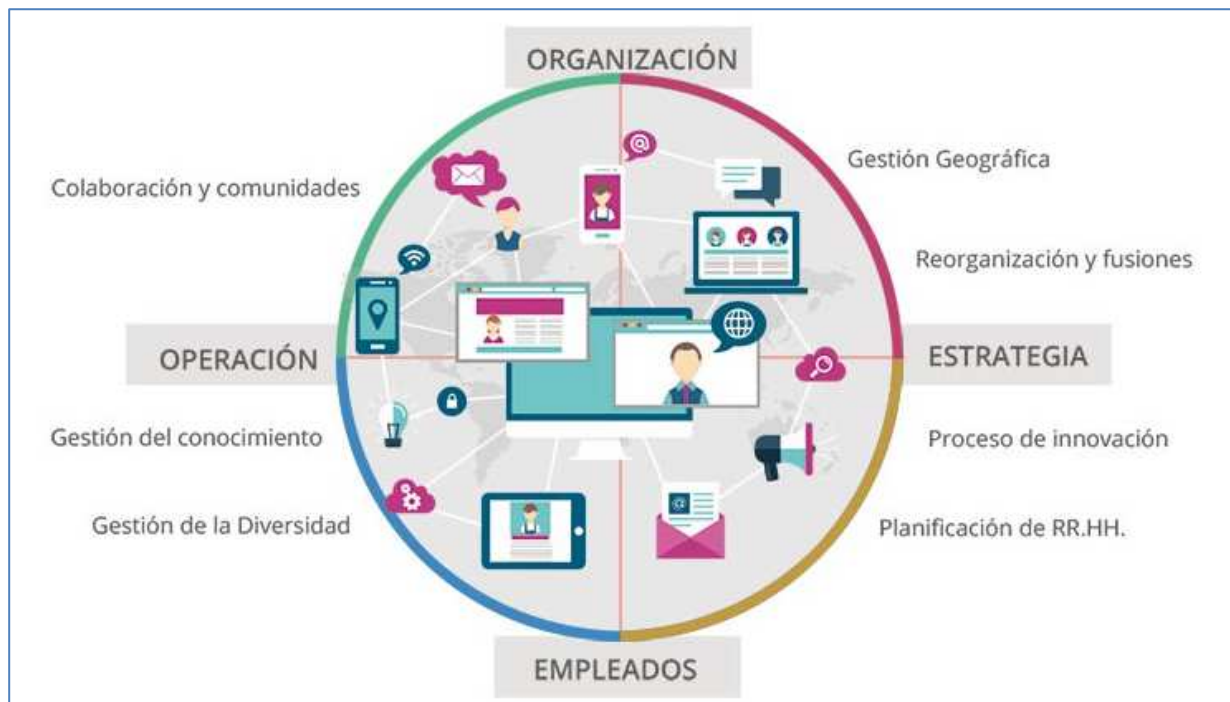 ORGANIZACIÓN
Gestión Geográfica
Colaboración y comunidades
Reorganización y fusiones
OPERACIÓN
ESTRATEGIA
Gestión del conocimiento
Proceso de innovación
Gestión de la Diversidad
Planificación de RR.HH.
EMPLEADOS